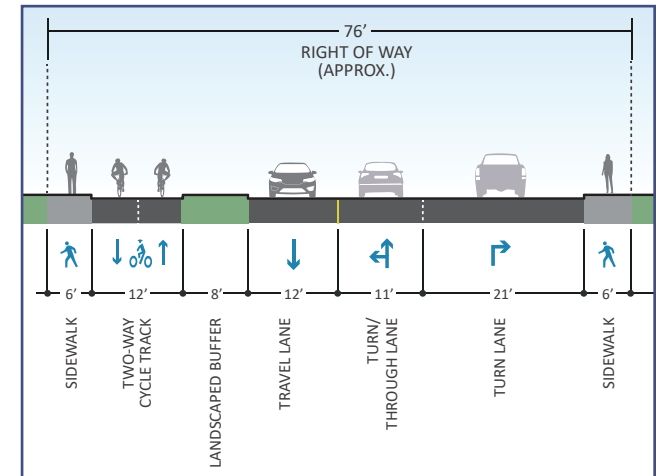 76’
RIGHT OF WAY
(APPROX.)
6’
12’
8’
12’
11’
21’
6’
SIDEWALK
TWO-WAY
CYCLE TRACK
LANDSCAPED BUFFER
TRAVEL LANE
TURN/
THROUGH LANE
TURN LANE
SIDEWALK